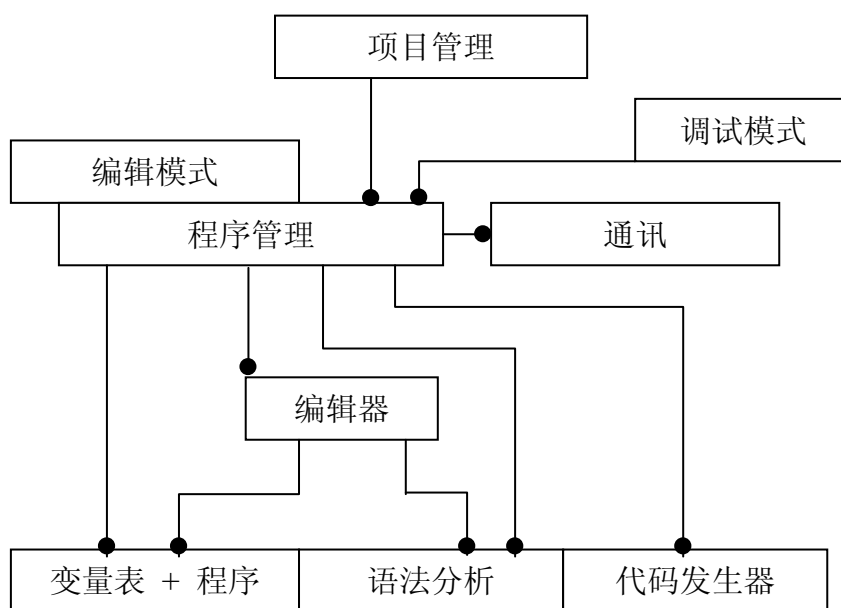 项目管理
调试模式
编辑模式
程序管理
通讯
编辑器
变量表 + 程序
语法分析
代码发生器